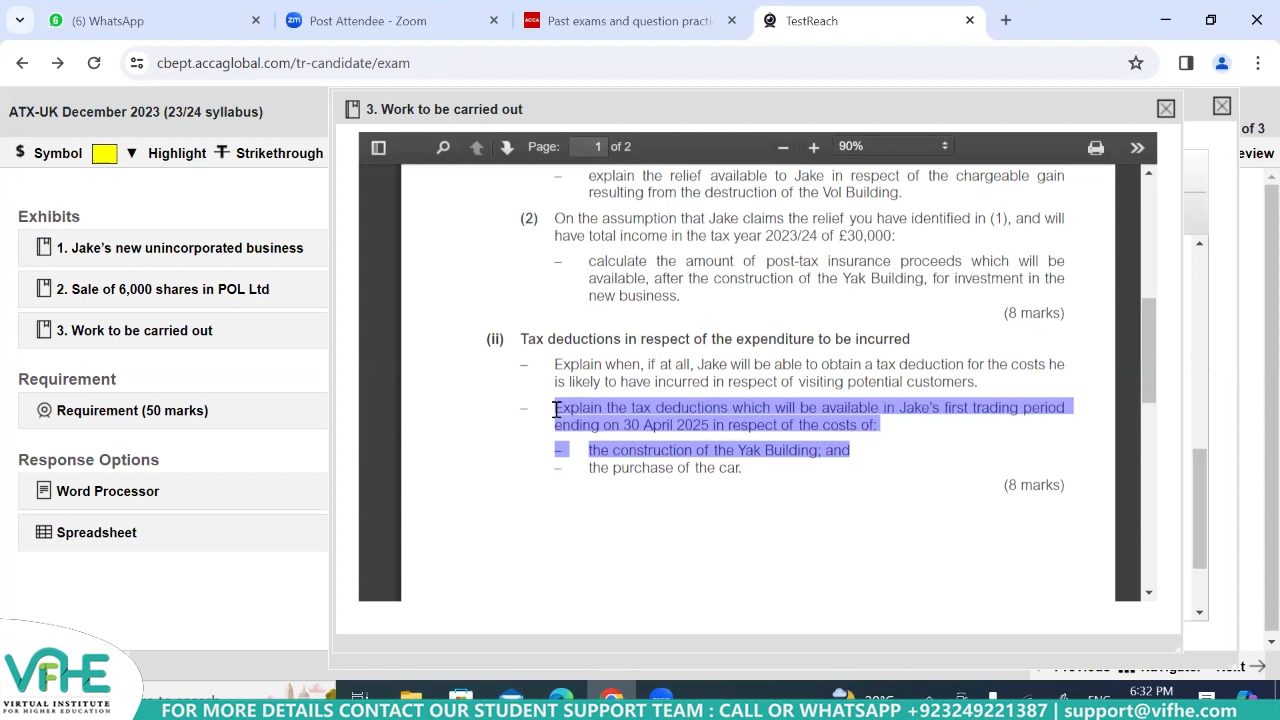 (6) WhatsApp
Post Attendee - Zoom
Past exams and question practi
TestReach
cbept.accaglobal.com/tr-candidate/exam
ATX-UK December 2023 (23/24 syllabus)
3. Work to be carried out
of 3
$ Symbol
Highlight
Strikethrough
Page: 1 of 2
90%
eview
explain the relief available to Jake in respect of the chargeable gain
resulting from the destruction of the Vol Building.
(2) On the assumption that Jake claims the relief you have identified in (1), and will
have total income in the tax year 2023/24 of £30,000:
– calculate the amount of post-tax insurance proceeds which will be
available, after the construction of the Yak Building, for investment in the
new business.
(8 marks)
(ii) Tax deductions in respect of the expenditure to be incurred
– Explain when, if at all, Jake will be able to obtain a tax deduction for the costs he
is likely to have incurred in respect of visiting potential customers.
– Explain the tax deductions which will be available in Jake's first trading period
ending on 30 April 2025 in respect of the costs of:
– the construction of the Yak Building; and
– the purchase of the car.
(8 marks)
Exhibits
1. Jake's new unincorporated business
2. Sale of 6,000 shares in POL Ltd
3. Work to be carried out
Requirement
Requirement (50 marks)
Response Options
Word Processor
Spreadsheet
6:32 PM
ENG
VIFHE
VIRTUAL INSTITUTE
FOR HIGHER EDUCATION
FOR MORE DETAILS CONTACT OUR STUDENT SUPPORT TEAM : CALL OR WHATSAPP +923249221387 | support@vifhe.com